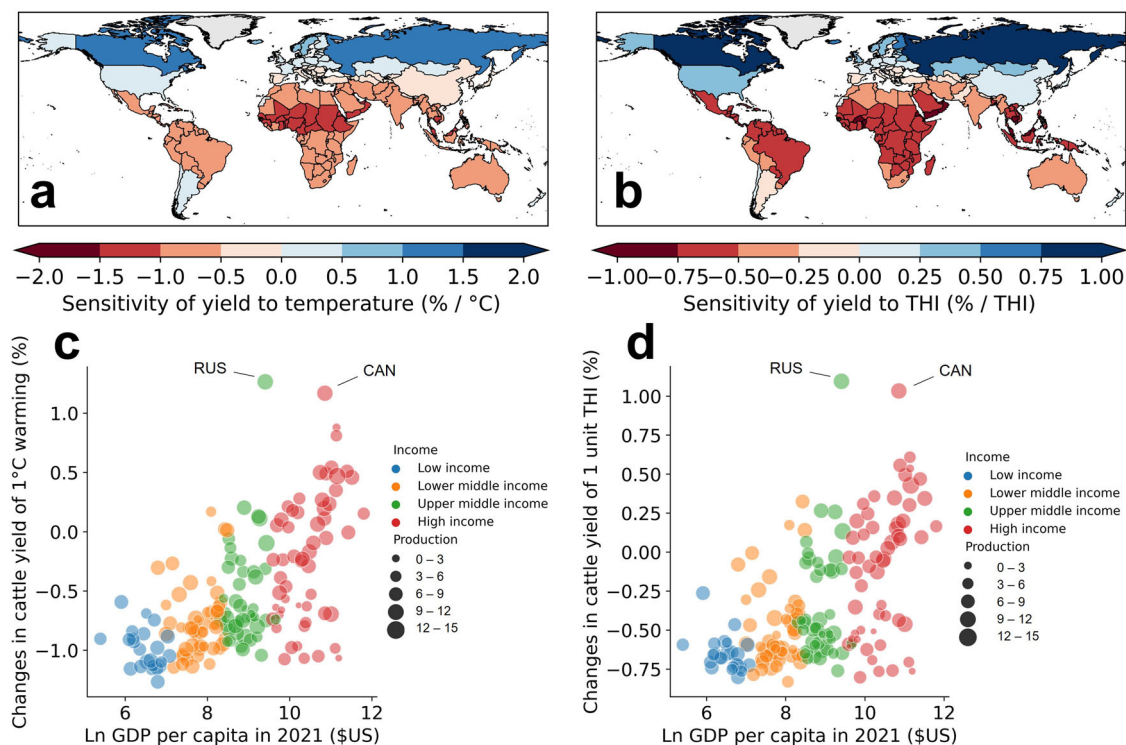 a
b
−2.0 −1.5 −1.0 −0.5 0.0 0.5 1.0 1.5 2.0
Sensitivity of yield to temperature (% / °C)
−1.00 −0.75 −0.50 −0.25 0.00 0.25 0.50 0.75 1.00
Sensitivity of yield to THI (% / THI)
c
Changes in cattle yield of 1°C warming (%)
1.0
0.5
0.0
−0.5
−1.0
RUS
CAN
Income
Low income
Lower middle income
Upper middle income
High income
Production
0 – 3
3 – 6
6 – 9
9 – 12
12 – 15
6 8 10 12
Ln GDP per capita in 2021 ($US)
d
Changes in cattle yield of 1 unit THI (%)
1.00
0.75
0.50
0.25
0.00
−0.25
−0.50
−0.75
RUS
CAN
Income
Low income
Lower middle income
Upper middle income
High income
Production
0 – 3
3 – 6
6 – 9
9 – 12
12 – 15
6 8 10 12
Ln GDP per capita in 2021 ($US)